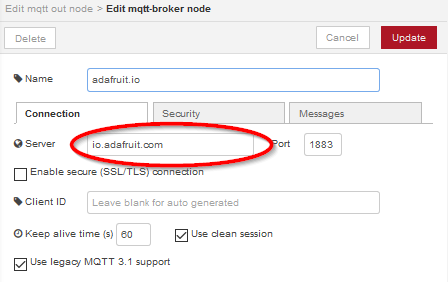 Edit mqtt out node > Edit mqtt-broker node
Delete Cancel Update
Name adafruit.io
Connection Security Messages
Server io.adafruit.com Port 1883
Enable secure (SSL/TLS) connection
Client ID Leave blank for auto generated
Keep alive time (s) 60 Use clean session
Use legacy MQTT 3.1 support